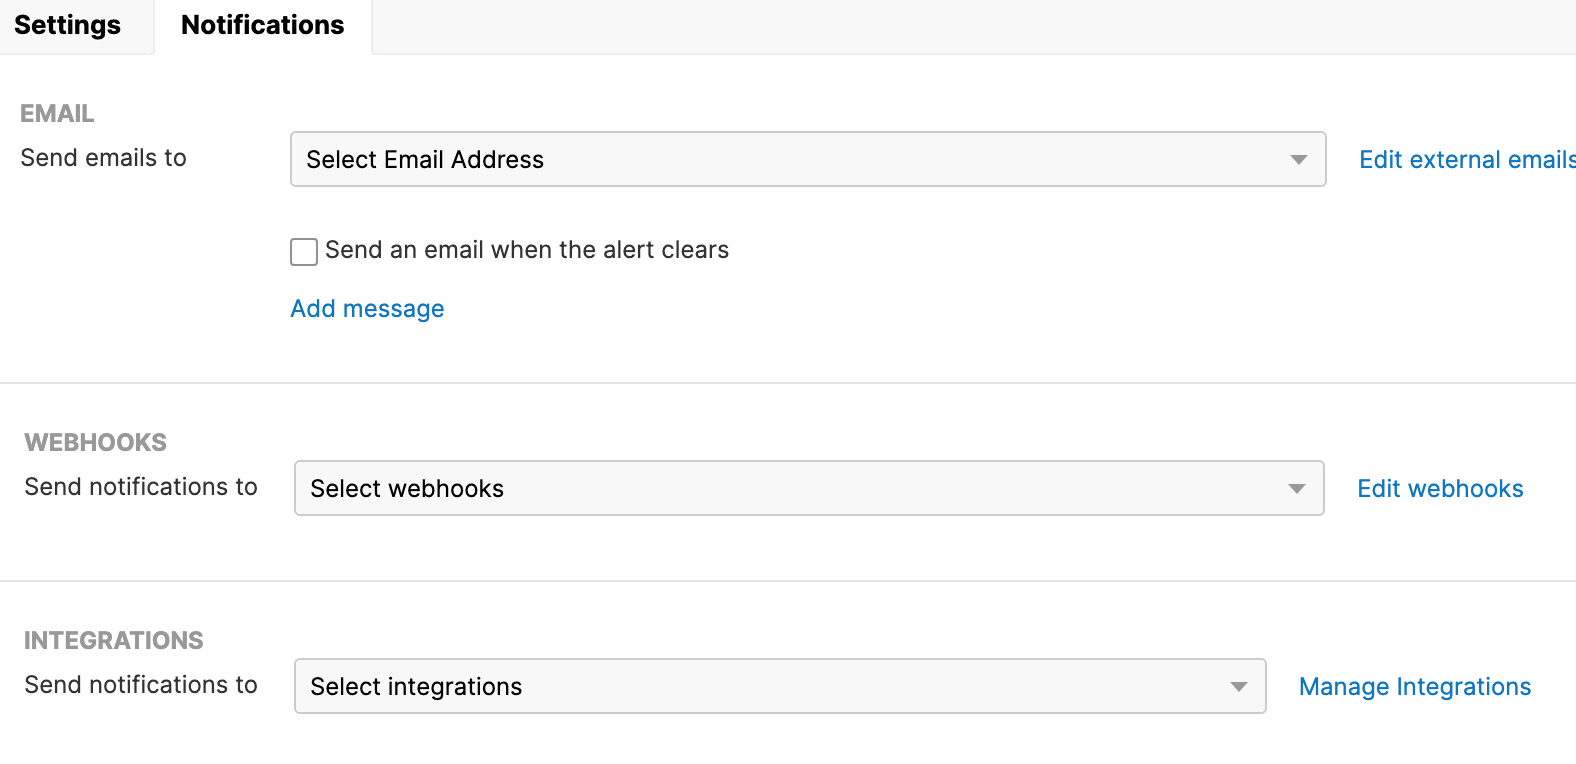 Settings Notifications
EMAIL
Send emails to Select Email Address Edit external emails
Send an email when the alert clears
Add message
WEBHOOKS
Send notifications to Select webhooks Edit webhooks
INTEGRATIONS
Send notifications to Select integrations Manage Integrations